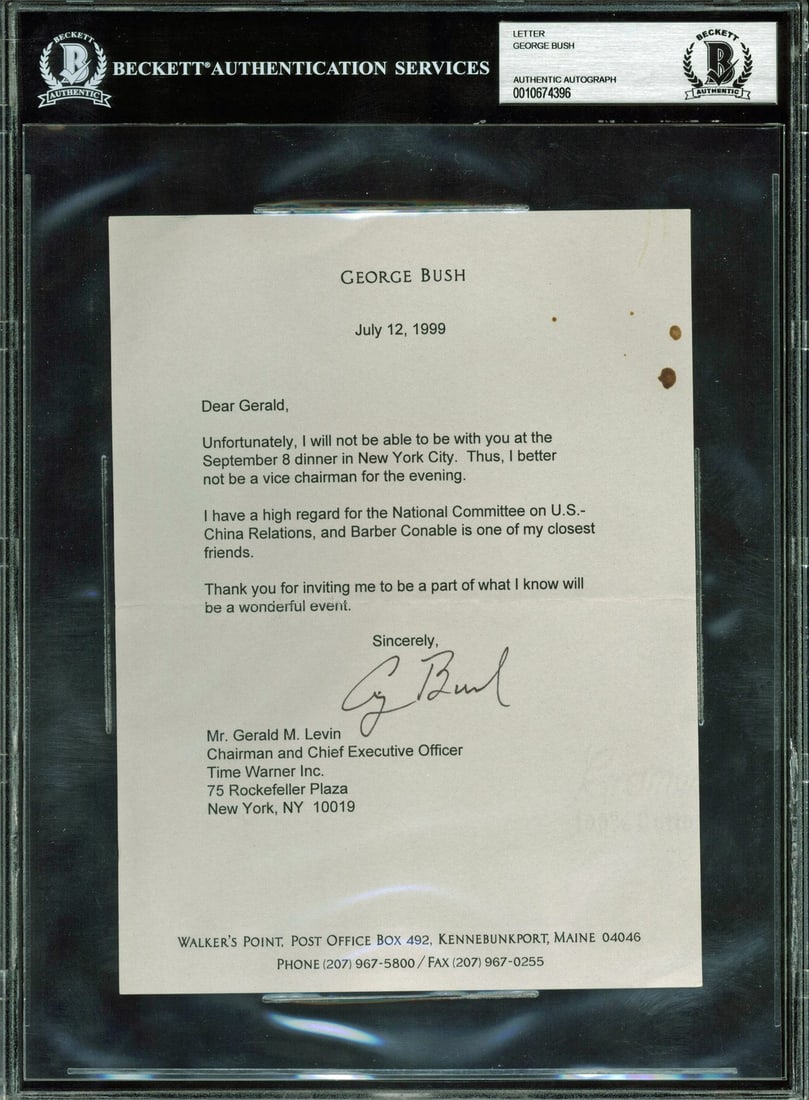 BECKETT
B
AUTHENTIC
BECKETT® AUTHENTICATION SERVICES
LETTER
GEORGE BUSH
AUTHENTIC AUTOGRAPH
0010674396
BECKETT
B
AUTHENTIC
GEORGE BUSH
July 12, 1999
Dear Gerald,
Unfortunately, I will not be able to be with you at the
September 8 dinner in New York City.  Thus, I better
not be a vice chairman for the evening.
I have a high regard for the National Committee on U.S.-
China Relations, and Barber Conable is one of my closest
friends.
Thank you for inviting me to be a part of what I know will
be a wonderful event.
Sincerely,
G Bush
Mr. Gerald M. Levin
Chairman and Chief Executive Officer
Time Warner Inc.
75 Rockefeller Plaza
New York, NY  10019
WALKER'S POINT, POST OFFICE BOX 492, KENNEBUNKPORT, MAINE 04046
PHONE (207) 967-5800 / FAX (207) 967-0255